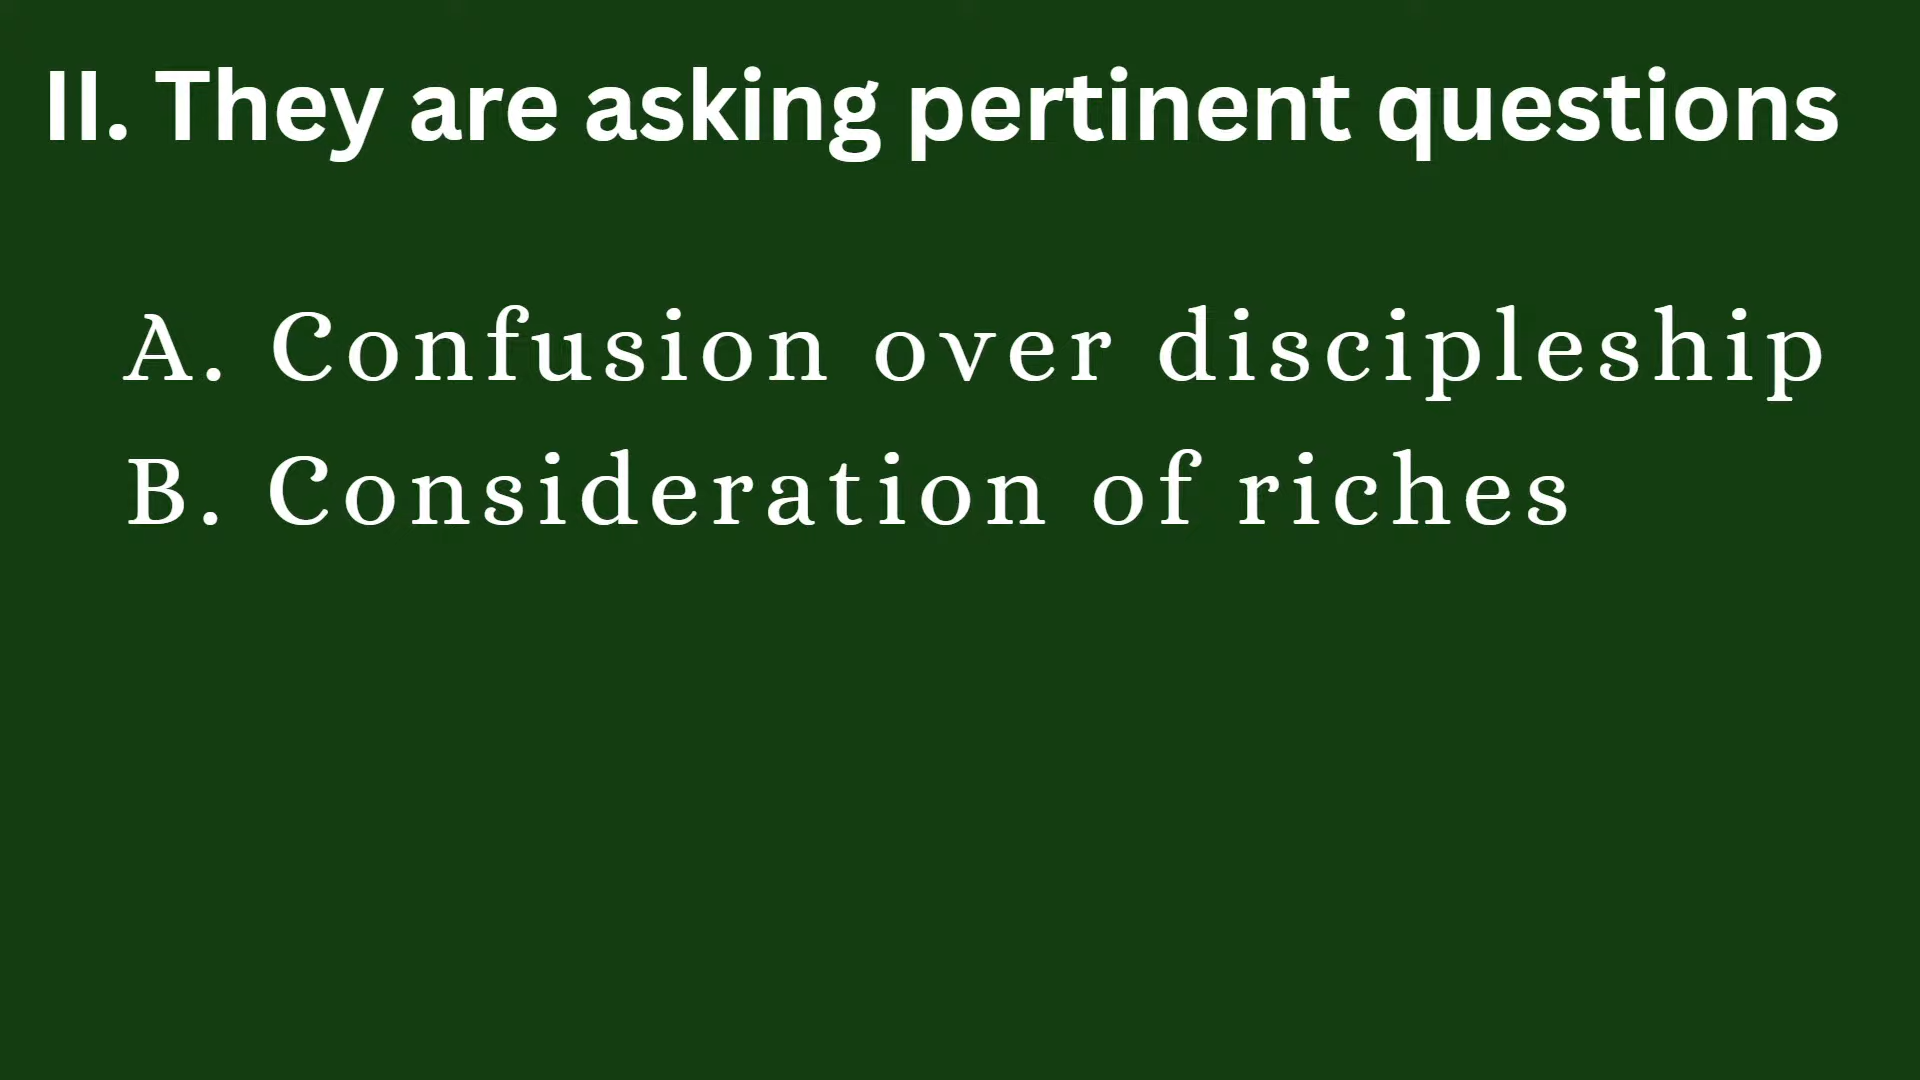 II. They are asking pertinent questions
A. Confusion over discipleship
B. Consideration of riches